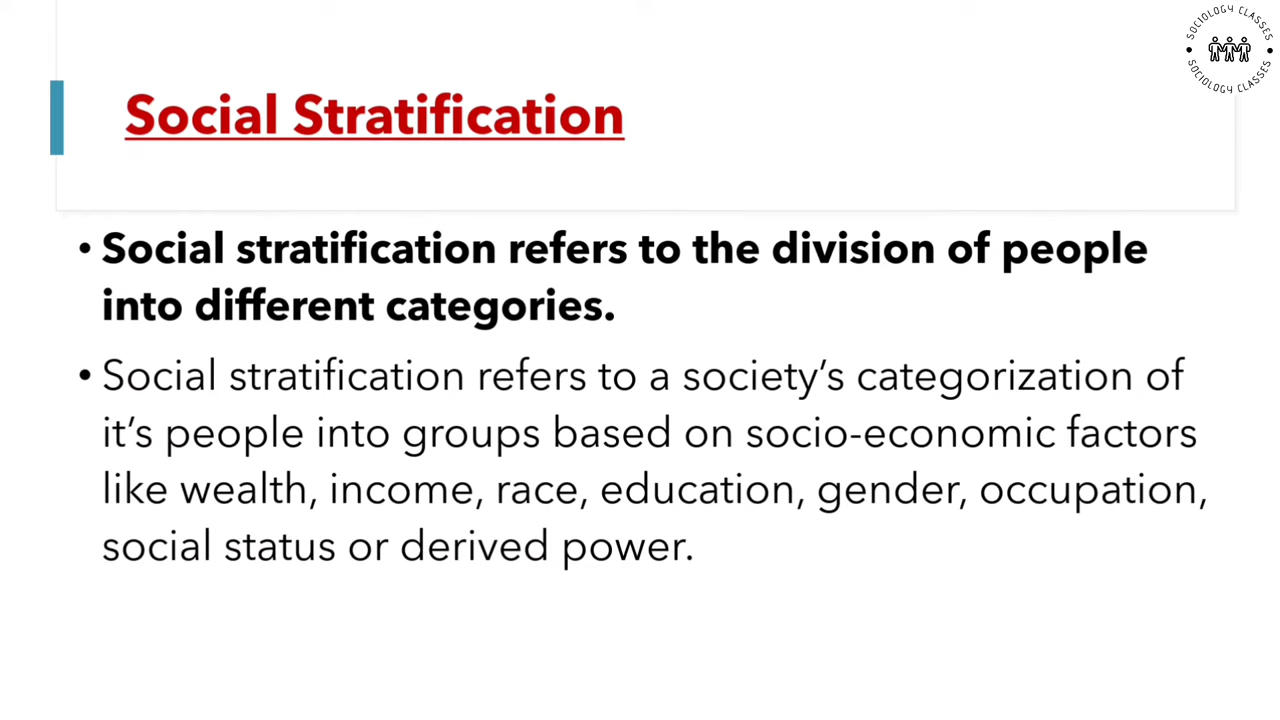 SOCIOLOGY CLASSES
SOCIOLOGY CLASSES
Social Stratification
• Social stratification refers to the division of people
into different categories.
• Social stratification refers to a society’s categorization of
it’s people into groups based on socio-economic factors
like wealth, income, race, education, gender, occupation,
social status or derived power.